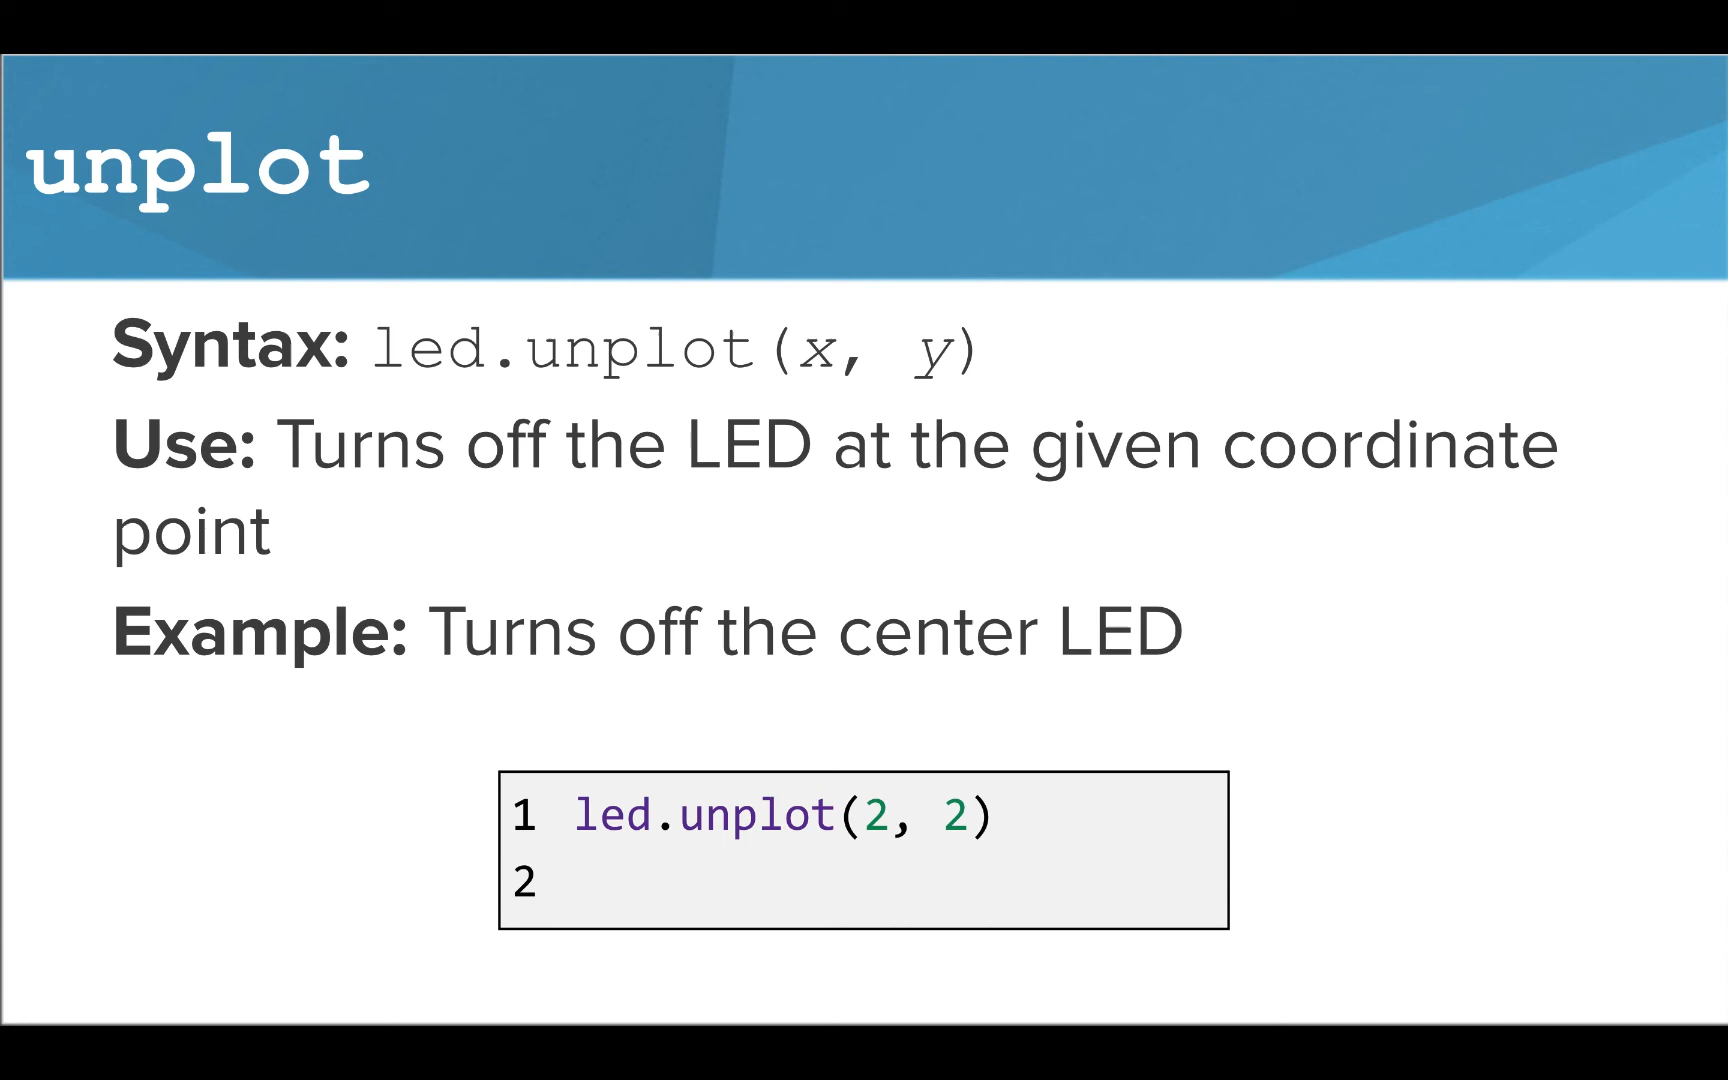 unplot
Syntax: led.unplot(x, y)
Use: Turns off the LED at the given coordinate
point
Example: Turns off the center LED
1 led.unplot(2, 2)
2